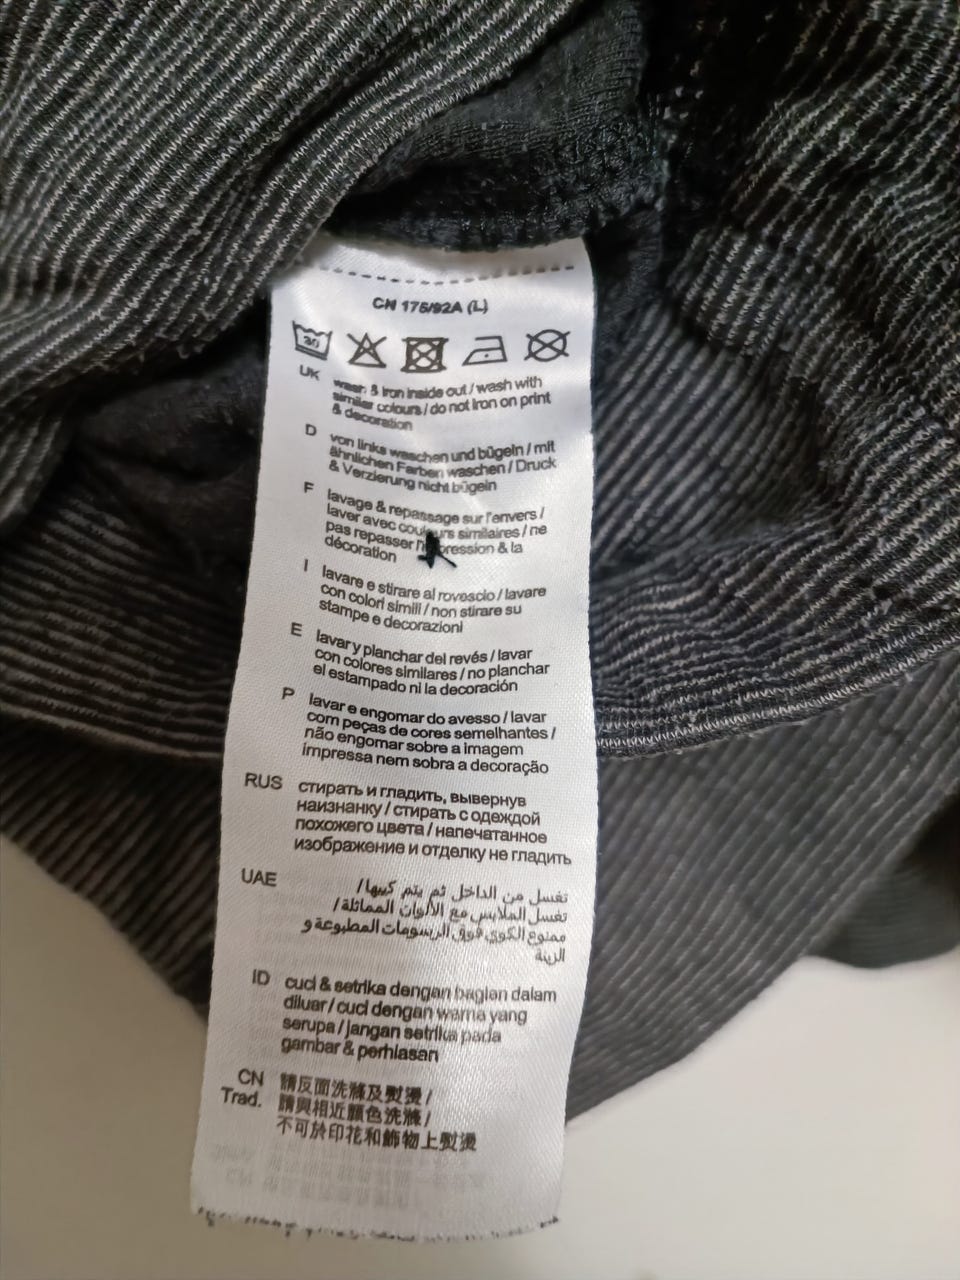 CN 175/92A (L)
30
UK wash & iron inside out / wash with
similar colours / do not iron on print
& decoration
D von links waschen und bügeln / mit
ähnlichen Farben waschen / Druck
& Verzierung nicht bügeln
F lavage & repassage sur l'envers /
laver avec couleurs similaires / ne
pas repasser & la
décoration
I lavare e stirare al rovescio / lavare
con colori simili / non stirare su
stampe e decorazioni
E lavar y planchar del revés / lavar
con colores similares / no planchar
el estampado ni la decoración
P lavar e engomar do avesso / lavar
com peças de cores semelhantes /
não engomar sobre a imagem
impressa nem sobra a decoração
RUS стирать и гладить, вывернув
наизнанку / стирать с одеждой
похожего цвета / напечатанное
изображение и отделку не гладить
UAE تغسل من الداخل ثم يتم كييها /
تغسل الملابس مع الألوان المماثلة /
ممنوع الكوي فوق الرسومات المطبوعة و
الزينة
ID cuci & setrika dengan bagian dalam
diluar / cuci dengan warna yang
serupa / jangan setrika pada
gambar & perhiasan
CN 請反面洗滌及熨燙 /
Trad. 請與相近顏色洗滌 /
不可於印花和飾物上熨燙